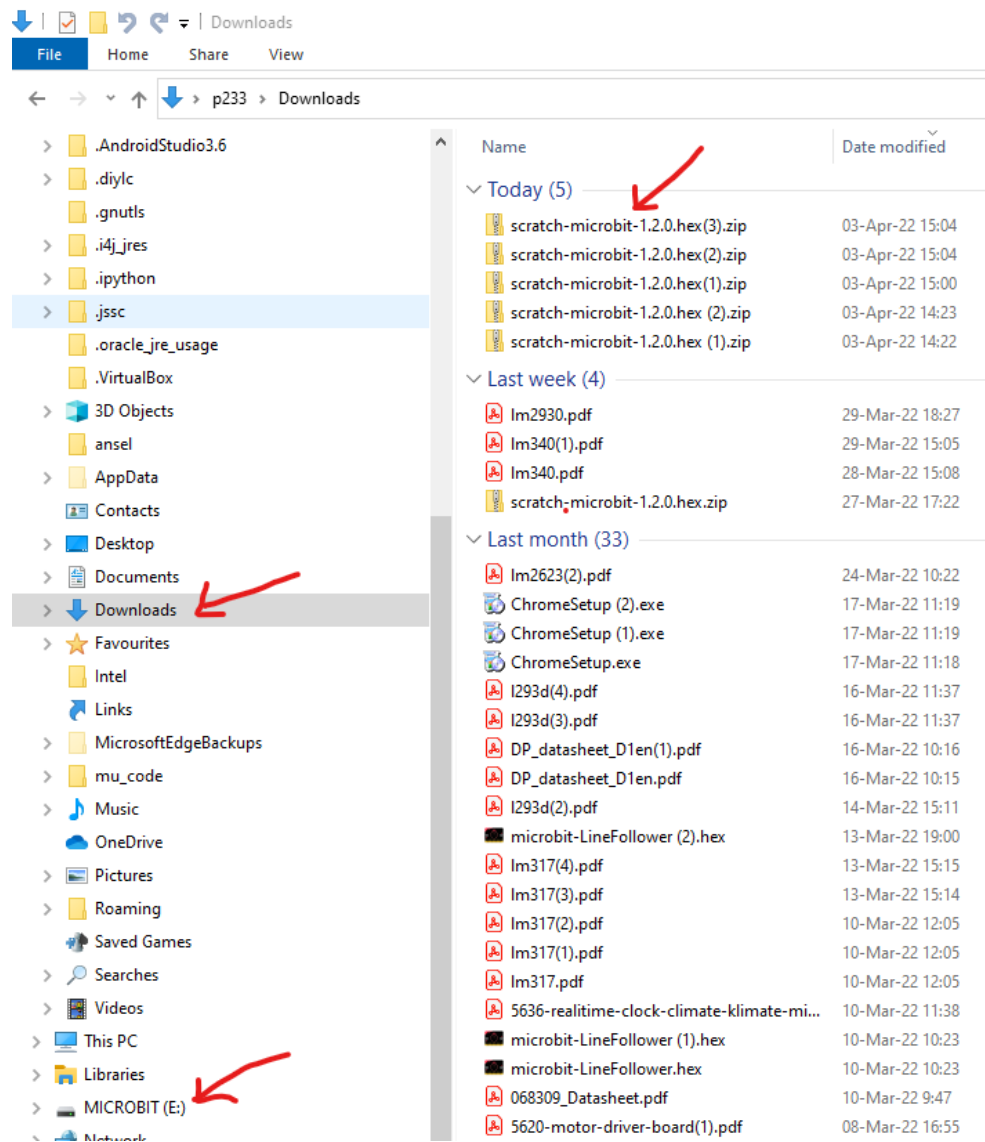 Downloads
File Home Share View
p233 Downloads
.AndroidStudio3.6
.diylc
.gnutls
.i4j_jres
.ipython
.jssc
.oracle_jre_usage
.VirtualBox
3D Objects
ansel
AppData
Contacts
Desktop
Documents
Downloads
Favourites
Intel
Links
MicrosoftEdgeBackups
mu_code
Music
OneDrive
Pictures
Roaming
Saved Games
Searches
Videos
This PC
Libraries
MICROBIT (E:)
Network
Name Date modified
Today (5)
scratch-microbit-1.2.0.hex(3).zip 03-Apr-22 15:04
scratch-microbit-1.2.0.hex(2).zip 03-Apr-22 15:04
scratch-microbit-1.2.0.hex(1).zip 03-Apr-22 15:00
scratch-microbit-1.2.0.hex (2).zip 03-Apr-22 14:23
scratch-microbit-1.2.0.hex (1).zip 03-Apr-22 14:22
Last week (4)
lm2930.pdf 29-Mar-22 18:27
lm340(1).pdf 29-Mar-22 15:05
lm340.pdf 28-Mar-22 15:08
scratch-microbit-1.2.0.hex.zip 27-Mar-22 17:22
Last month (33)
lm2623(2).pdf 24-Mar-22 10:22
ChromeSetup (2).exe 17-Mar-22 11:19
ChromeSetup (1).exe 17-Mar-22 11:19
ChromeSetup.exe 17-Mar-22 11:18
l293d(4).pdf 16-Mar-22 11:37
l293d(3).pdf 16-Mar-22 11:37
DP_datasheet_D1en(1).pdf 16-Mar-22 10:16
DP_datasheet_D1en.pdf 16-Mar-22 10:15
l293d(2).pdf 14-Mar-22 15:11
microbit-LineFollower (2).hex 13-Mar-22 19:00
lm317(4).pdf 13-Mar-22 15:15
lm317(3).pdf 13-Mar-22 15:14
lm317(2).pdf 10-Mar-22 12:05
lm317(1).pdf 10-Mar-22 12:05
lm317.pdf 10-Mar-22 12:05
5636-realitime-clock-climate-klimate-mi... 10-Mar-22 11:38
microbit-LineFollower (1).hex 10-Mar-22 10:23
microbit-LineFollower.hex 10-Mar-22 10:23
068309_Datasheet.pdf 10-Mar-22 9:47
5620-motor-driver-board(1).pdf 08-Mar-22 16:55